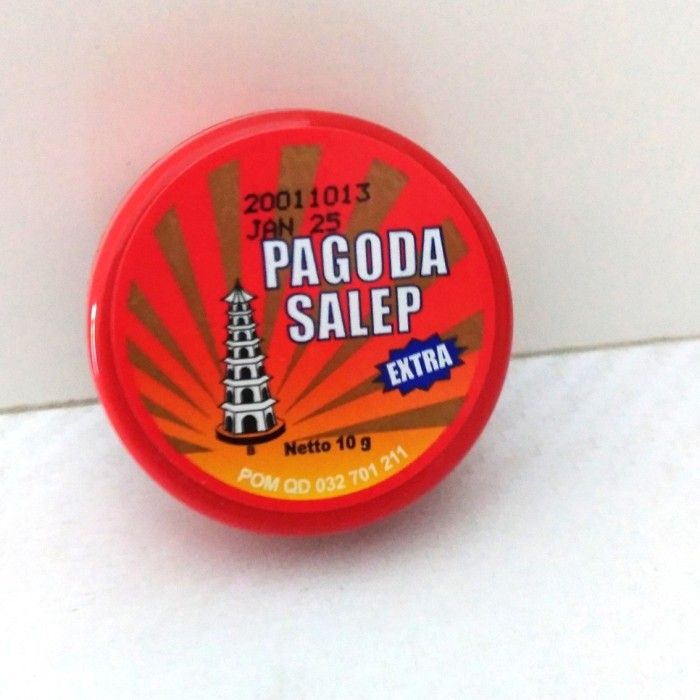 20011013
JAN 25
PAGODA
SALEP
EXTRA
Netto 10 g
POM QD 032 701 211